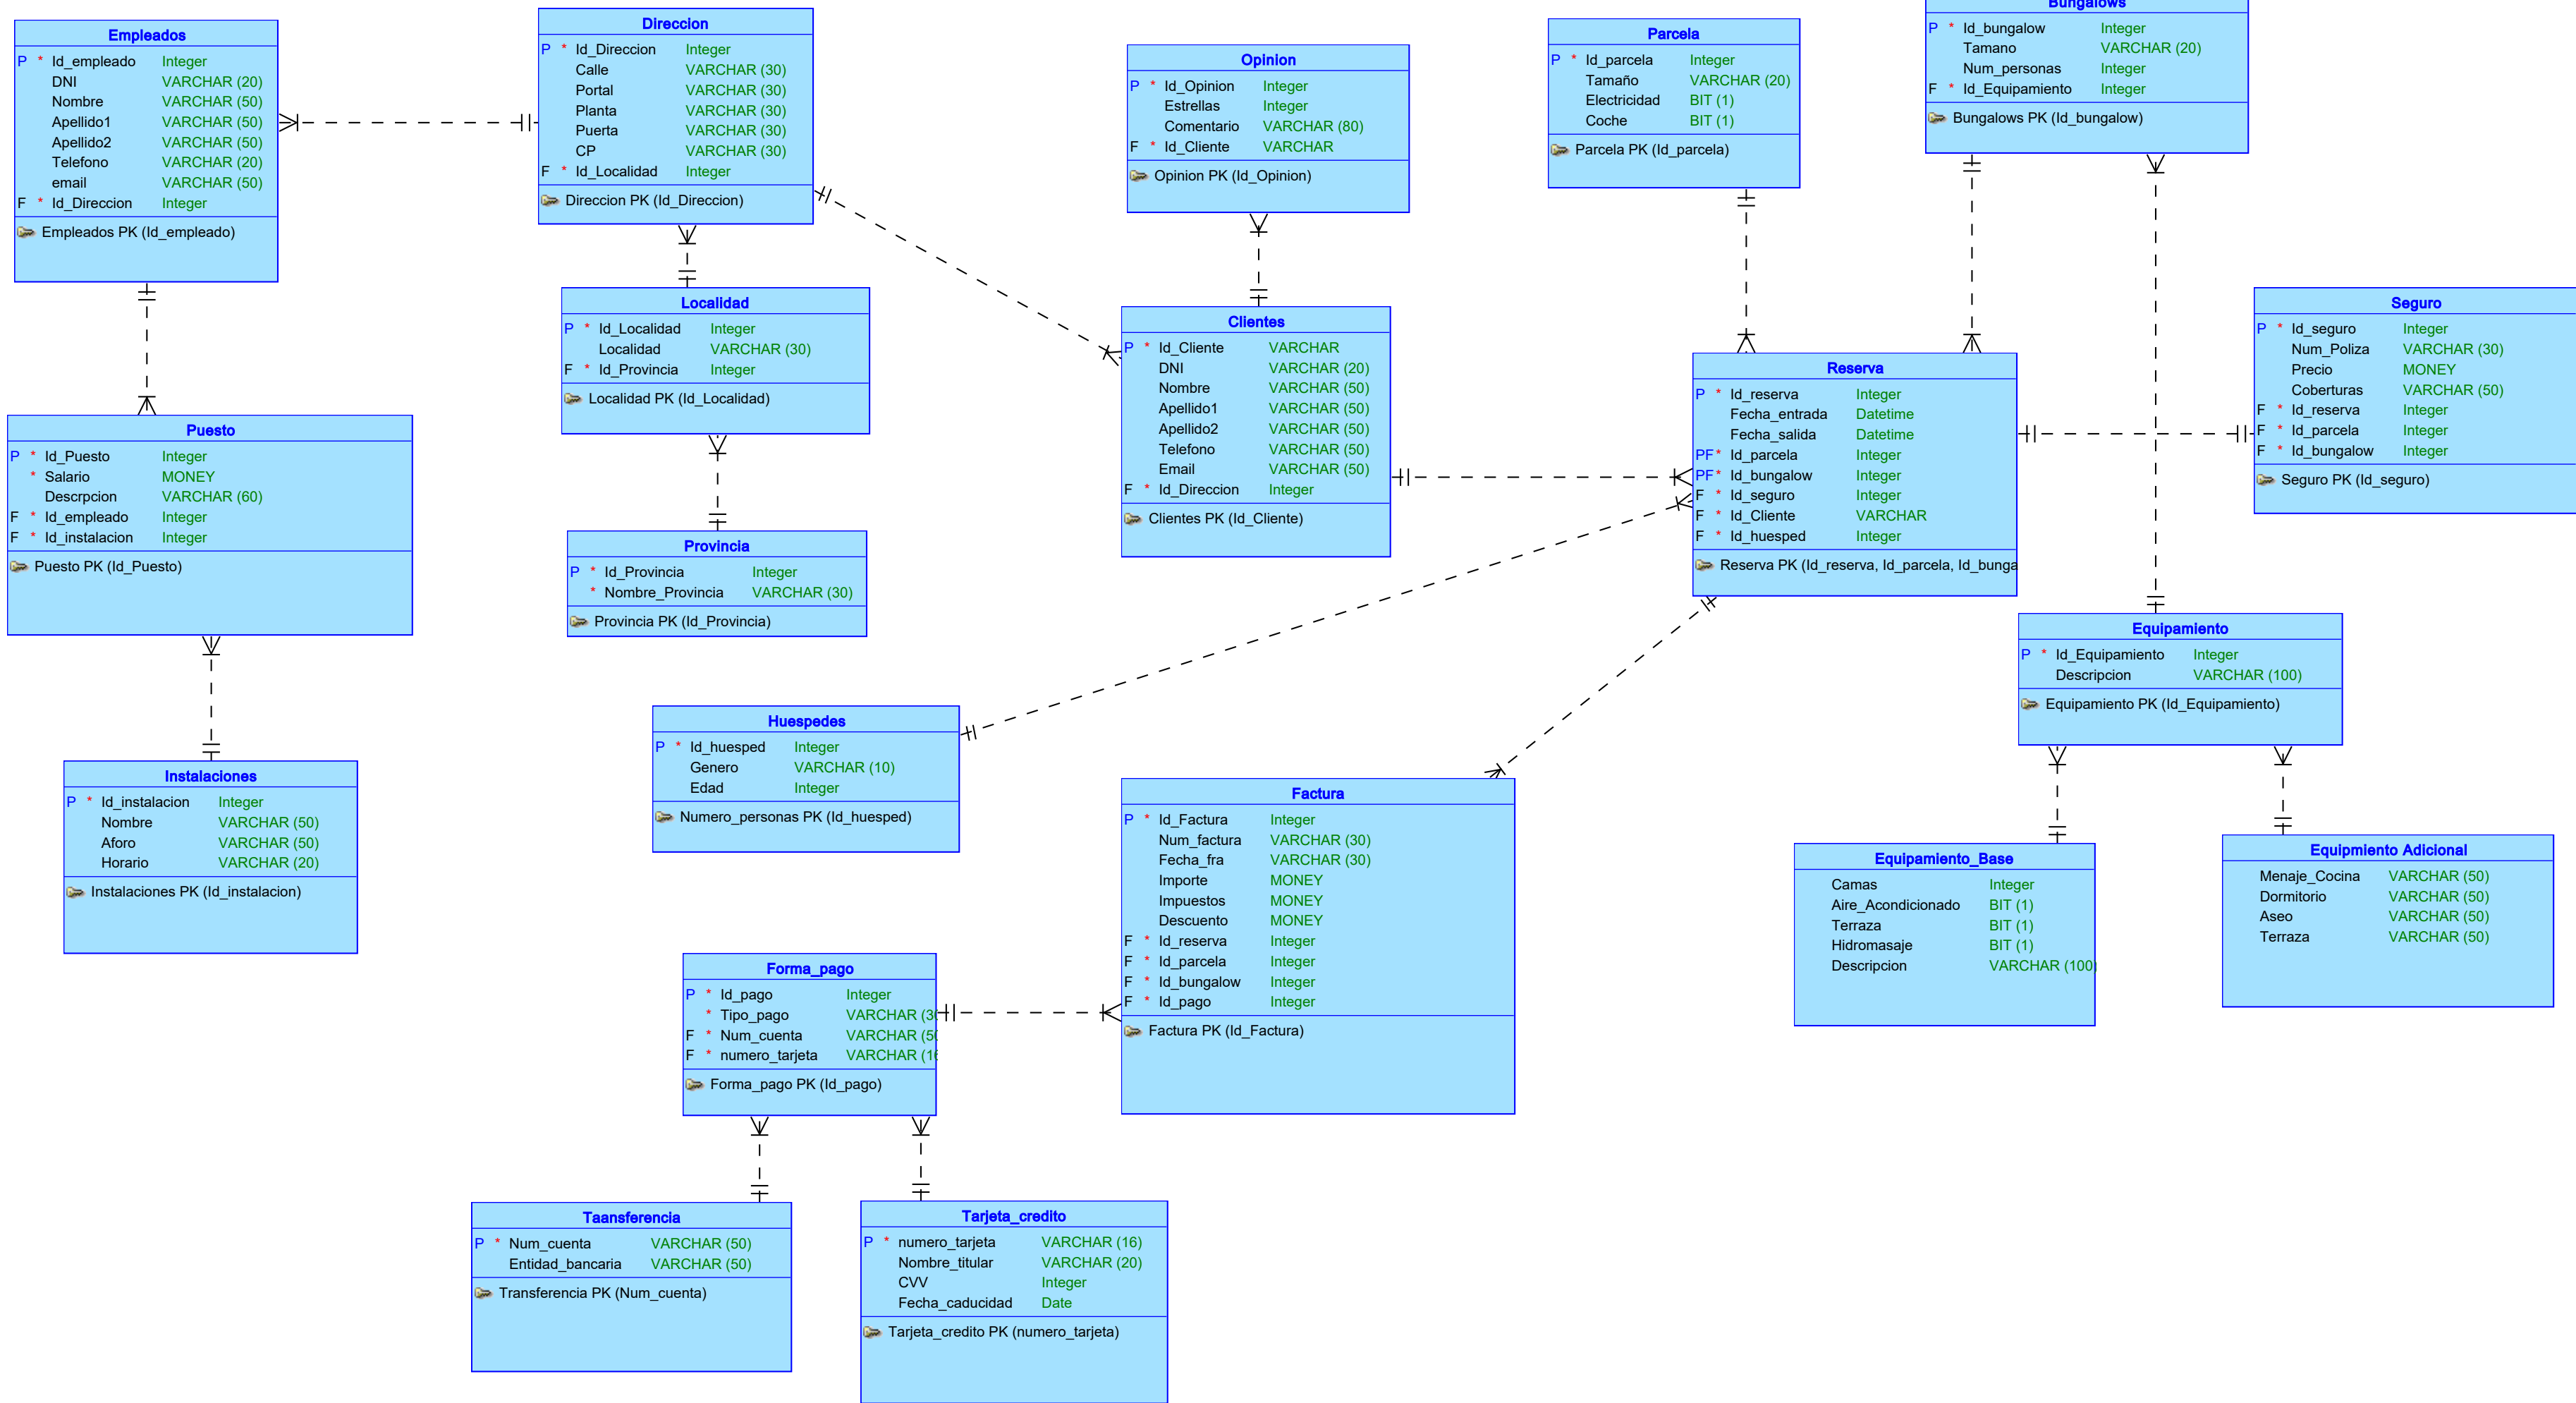 Empleados
P * Id_empleado Integer
DNI VARCHAR (20)
Nombre VARCHAR (50)
Apellido1 VARCHAR (50)
Apellido2 VARCHAR (50)
Telefono VARCHAR (20)
email VARCHAR (50)
F * Id_Direccion Integer
Empleados PK (Id_empleado)
Direccion
P * Id_Direccion Integer
Calle VARCHAR (30)
Portal VARCHAR (30)
Planta VARCHAR (30)
Puerta VARCHAR (30)
CP VARCHAR (30)
F * Id_Localidad Integer
Direccion PK (Id_Direccion)
Opinion
P * Id_Opinion Integer
Estrellas Integer
Comentario VARCHAR (80)
F * Id_Cliente VARCHAR
Opinion PK (Id_Opinion)
Parcela
P * Id_parcela Integer
Tamaño VARCHAR (20)
Electricidad BIT (1)
Coche BIT (1)
Parcela PK (Id_parcela)
Bungalows
P * Id_bungalow Integer
Tamano VARCHAR (20)
Num_personas Integer
F * Id_Equipamiento Integer
Bungalows PK (Id_bungalow)
Localidad
P * Id_Localidad Integer
Localidad VARCHAR (30)
F * Id_Provincia Integer
Localidad PK (Id_Localidad)
Clientes
P * Id_Cliente VARCHAR
DNI VARCHAR (20)
Nombre VARCHAR (50)
Apellido1 VARCHAR (50)
Apellido2 VARCHAR (50)
Telefono VARCHAR (50)
Email VARCHAR (50)
F * Id_Direccion Integer
Clientes PK (Id_Cliente)
Reserva
P * Id_reserva Integer
Fecha_entrada Datetime
Fecha_salida Datetime
PF* Id_parcela Integer
PF* Id_bungalow Integer
F * Id_seguro Integer
F * Id_Cliente VARCHAR
F * Id_huesped Integer
Reserva PK (Id_reserva, Id_parcela, Id_bunga
Seguro
P * Id_seguro Integer
Num_Poliza VARCHAR (30)
Precio MONEY
Coberturas VARCHAR (50)
F * Id_reserva Integer
F * Id_parcela Integer
F * Id_bungalow Integer
Seguro PK (Id_seguro)
Puesto
P * Id_Puesto Integer
* Salario MONEY
Descrpcion VARCHAR (60)
F * Id_empleado Integer
F * Id_instalacion Integer
Puesto PK (Id_Puesto)
Provincia
P * Id_Provincia Integer
* Nombre_Provincia VARCHAR (30)
Provincia PK (Id_Provincia)
Equipamiento
P * Id_Equipamiento Integer
Descripcion VARCHAR (100)
Equipamiento PK (Id_Equipamiento)
Huespedes
P * Id_huesped Integer
Genero VARCHAR (10)
Edad Integer
Numero_personas PK (Id_huesped)
Instalaciones
P * Id_instalacion Integer
Nombre VARCHAR (50)
Aforo VARCHAR (50)
Horario VARCHAR (20)
Instalaciones PK (Id_instalacion)
Factura
P * Id_Factura Integer
Num_factura VARCHAR (30)
Fecha_fra VARCHAR (30)
Importe MONEY
Impuestos MONEY
Descuento MONEY
F * Id_reserva Integer
F * Id_parcela Integer
F * Id_bungalow Integer
F * Id_pago Integer
Factura PK (Id_Factura)
Equipamiento_Base
Camas Integer
Aire_Acondicionado BIT (1)
Terraza BIT (1)
Hidromasaje BIT (1)
Descripcion VARCHAR (100
Equipmiento Adicional
Menaje_Cocina VARCHAR (50)
Dormitorio VARCHAR (50)
Aseo VARCHAR (50)
Terraza VARCHAR (50)
Forma_pago
P * Id_pago Integer
* Tipo_pago VARCHAR (30
F * Num_cuenta VARCHAR (50
F * numero_tarjeta VARCHAR (16
Forma_pago PK (Id_pago)
Taansferencia
P * Num_cuenta VARCHAR (50)
Entidad_bancaria VARCHAR (50)
Transferencia PK (Num_cuenta)
Tarjeta_credito
P * numero_tarjeta VARCHAR (16)
Nombre_titular VARCHAR (20)
CVV Integer
Fecha_caducidad Date
Tarjeta_credito PK (numero_tarjeta)